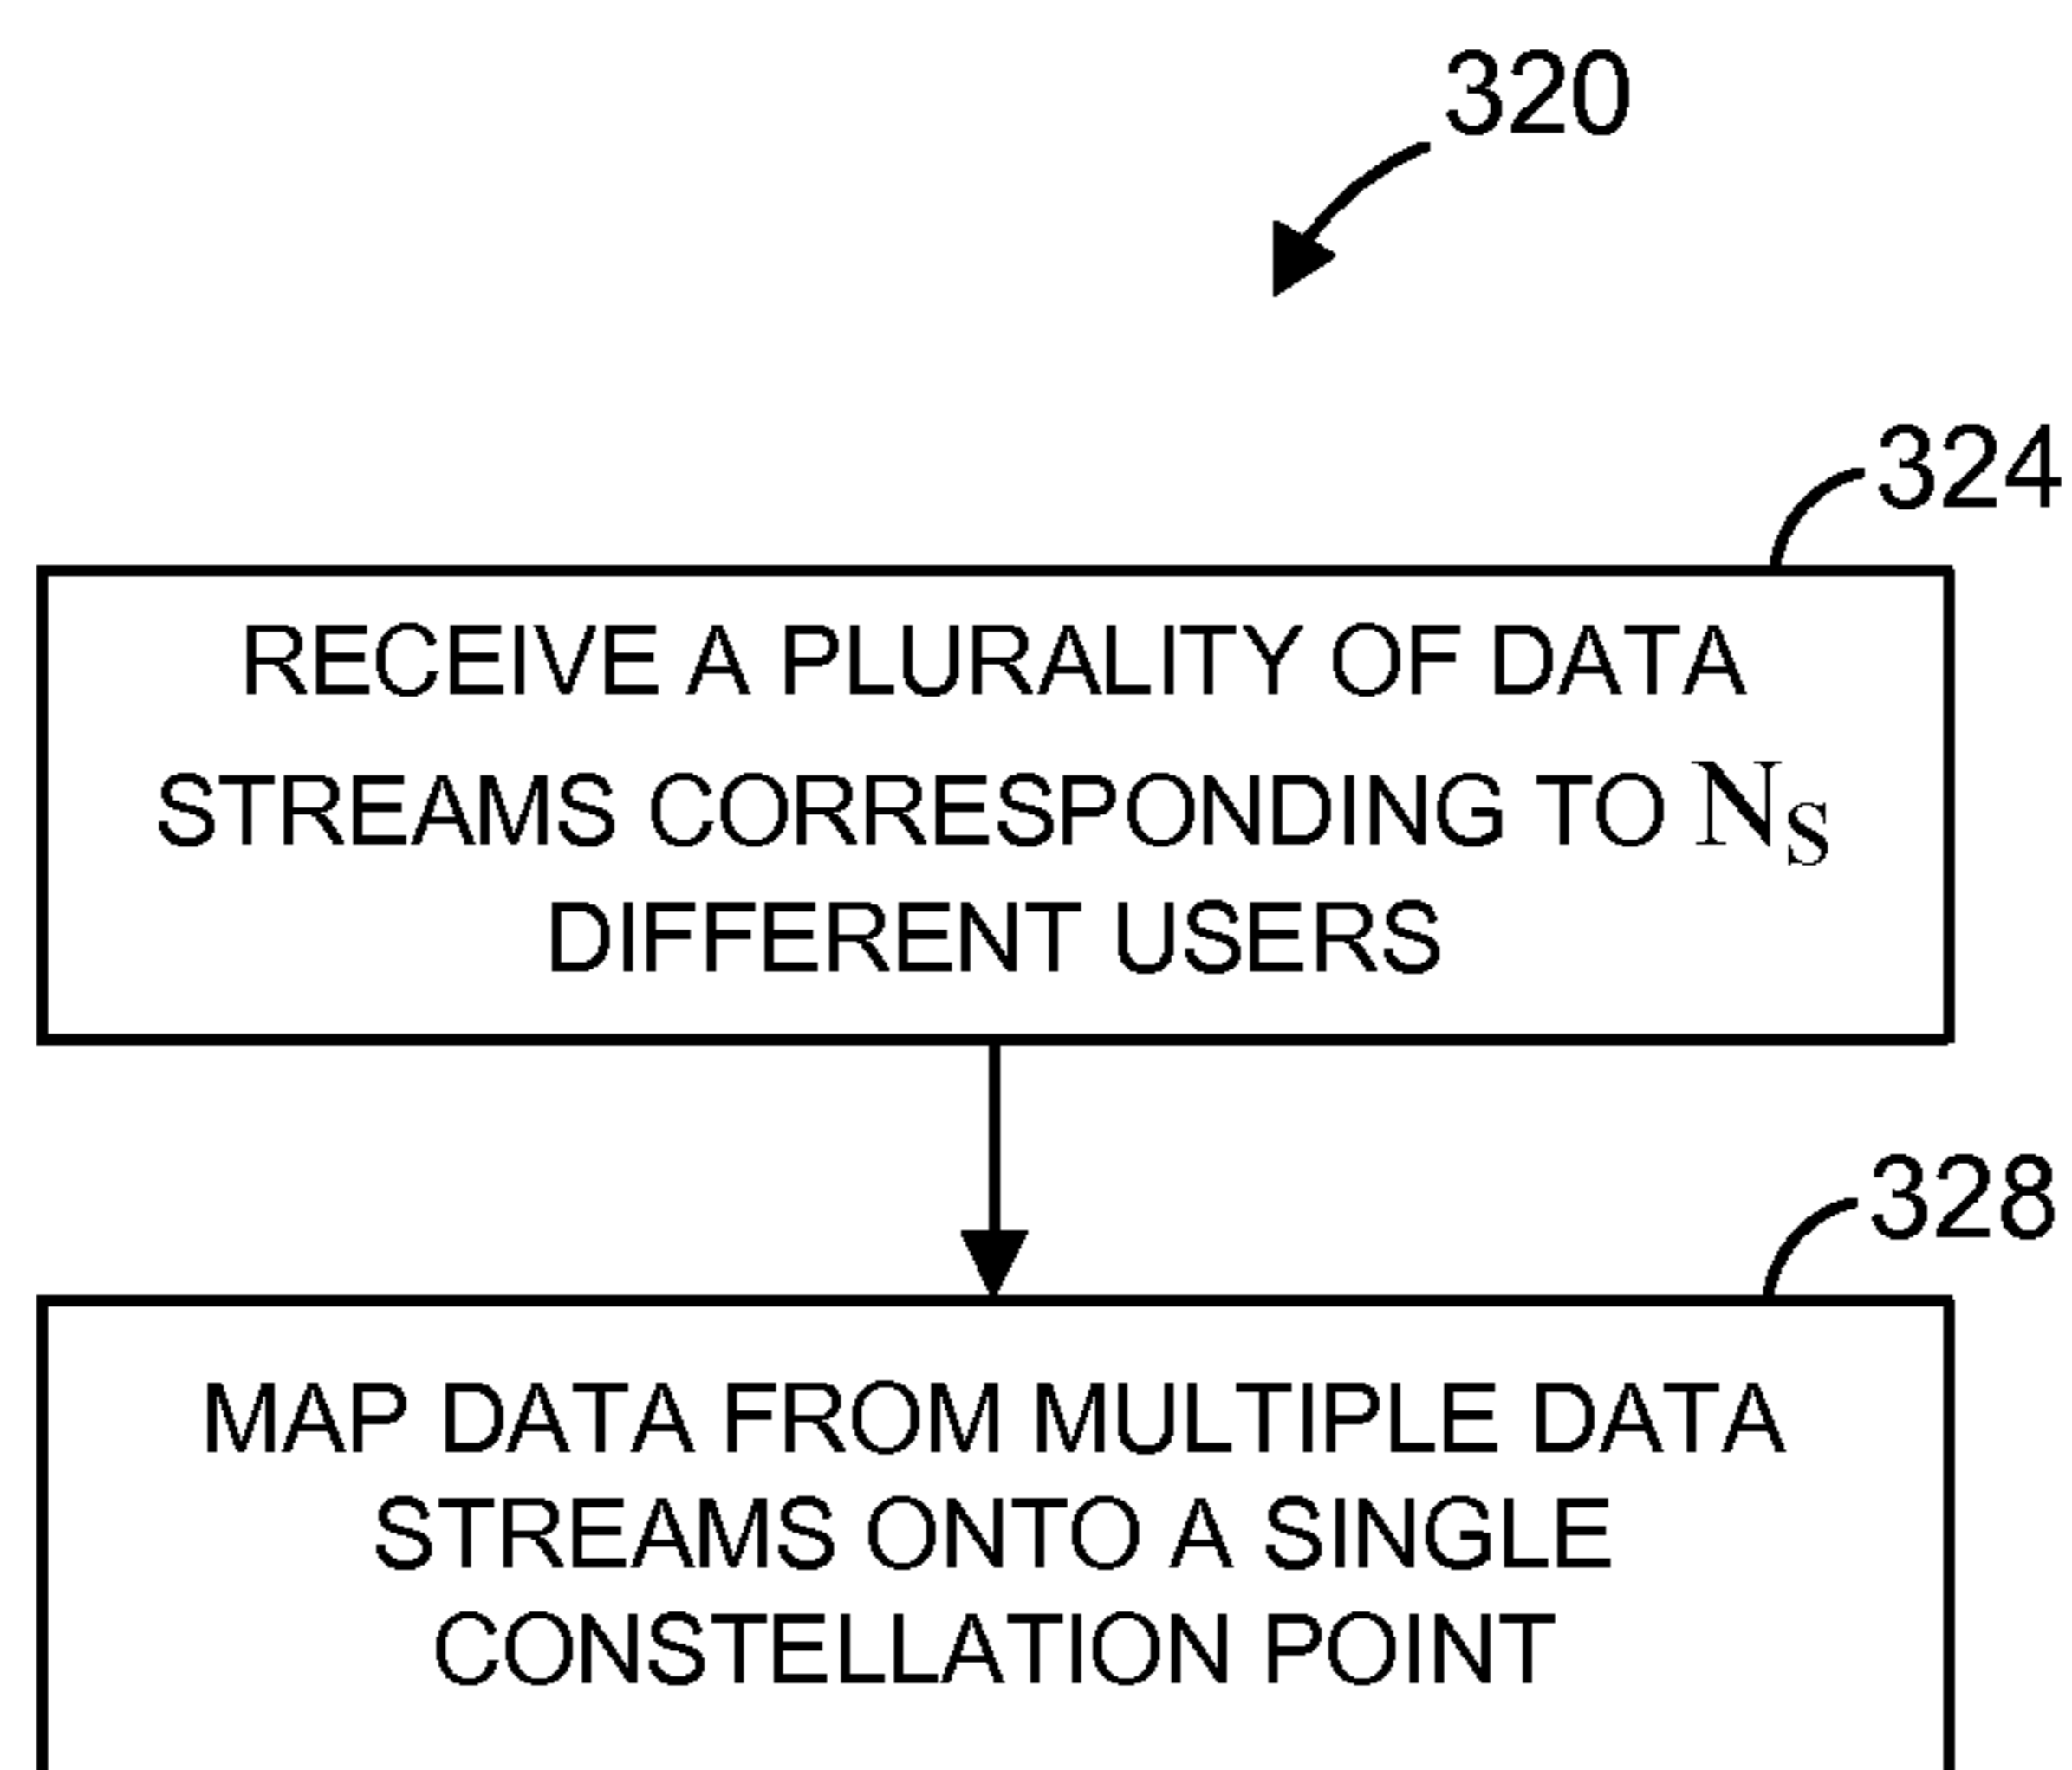 320
324
RECEIVE A PLURALITY OF DATA
STREAMS CORRESPONDING TO N_S
DIFFERENT USERS
328
MAP DATA FROM MULTIPLE DATA
STREAMS ONTO A SINGLE
CONSTELLATION POINT